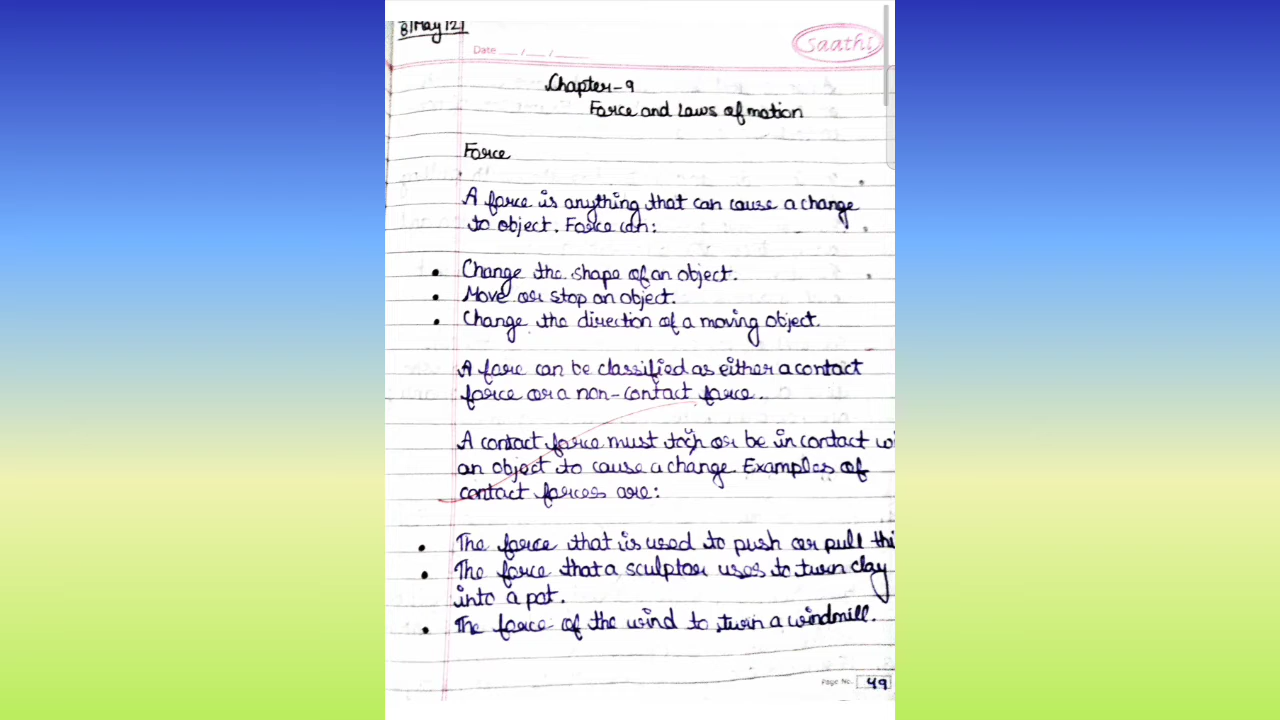 8|May|21
Date __/__/__
Saathi
Chapter-9
Force and Laws of motion
Force
A force is anything that can cause a change
to object. Force can:
• Change the shape of an object.
• Move or stop an object.
• Change the direction of a moving object.
A force can be classified as either a contact
force or a non-contact force.
A contact force must toch or be in contact
an object to cause a change. Examples of
contact forces are:
• The force that is used to push or pull
• The force that a sculptor uses to turn clay
into a pot.
• The force of the wind to turn a windmill.
Page No. 49